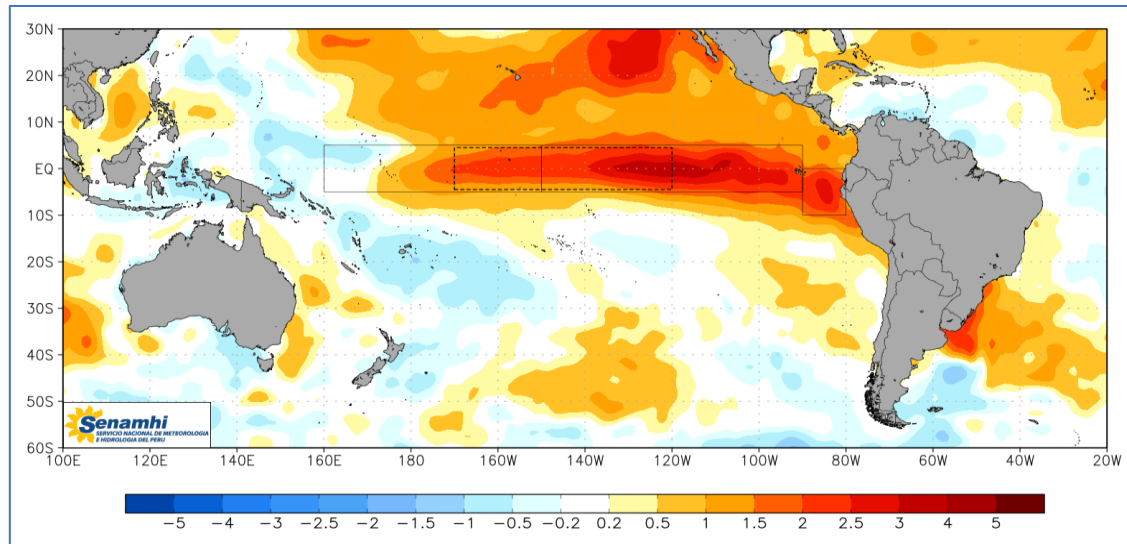 30N
20N
10N
EQ
10S
20S
30S
40S
50S
60S
Senamhi
SERVICIO NACIONAL DE METEOROLOGIA
E HIDROLOGIA DEL PERU
100E 120E 140E 160E 180 160W 140W 120W 100W 80W 60W 40W 20W
-5 -4 -3 -2.5 -2 -1.5 -1 -0.5 -0.2 0.2 0.5 1 1.5 2 2.5 3 4 5